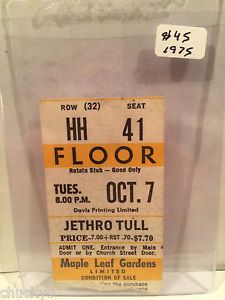 $45
1975
ROW (32) SEAT
HH 41
FLOOR
Retain Stub — Good Only
TUES. OCT. 7
8.00 P.M.
Davis Printing Limited
JETHRO TULL
PRICE-7.00+RST .70-$7.70
ADMIT ONE. Entrance by Main
Door or by Church Street Door.
Maple Leaf Gardens
LIMITED
CONDITION OF SALE
the purchase